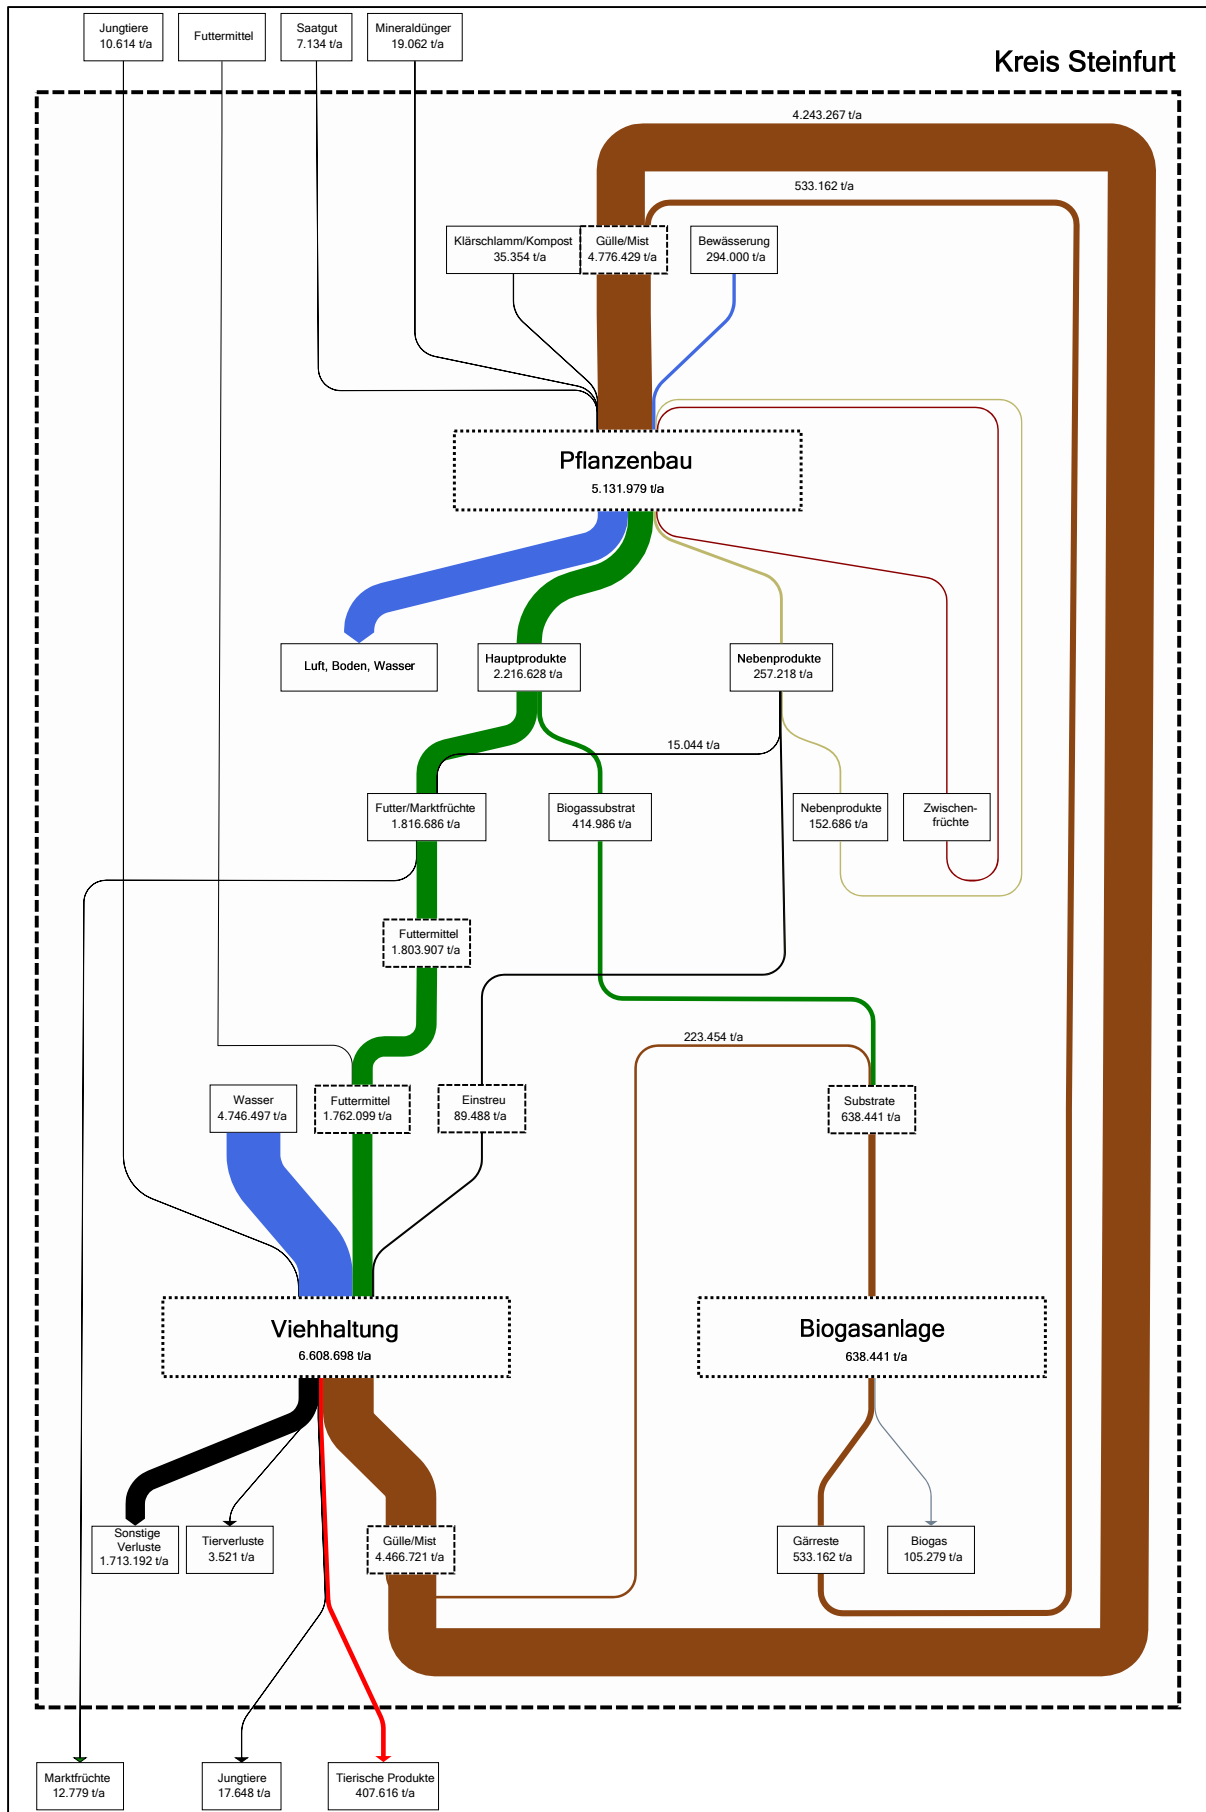 Jungtiere
10.614 t/a
Futtermittel
Saatgut
7.134 t/a
Mineraldünger
19.062 t/a
Kreis Steinfurt
4.243.267 t/a
533.162 t/a
Klärschlamm/Kompost
35.354 t/a
Gülle/Mist
4.776.429 t/a
Bewässerung
294.000 t/a
Pflanzenbau
5.131.979 t/a
Luft, Boden, Wasser
Hauptprodukte
2.216.628 t/a
Nebenprodukte
257.218 t/a
15.044 t/a
Futter/Marktfrüchte
1.816.686 t/a
Biogassubstrat
414.986 t/a
Nebenprodukte
152.686 t/a
Zwischen-
früchte
Futtermittel
1.803.907 t/a
223.454 t/a
Wasser
4.746.497 t/a
Futtermittel
1.762.099 t/a
Einstreu
89.488 t/a
Substrate
638.441 t/a
Viehhaltung
6.608.698 t/a
Biogasanlage
638.441 t/a
Sonstige
Verluste
1.713.192 t/a
Tierverluste
3.521 t/a
Gülle/Mist
4.466.721 t/a
Gärreste
533.162 t/a
Biogas
105.279 t/a
Marktfrüchte
12.779 t/a
Jungtiere
17.648 t/a
Tierische Produkte
407.616 t/a